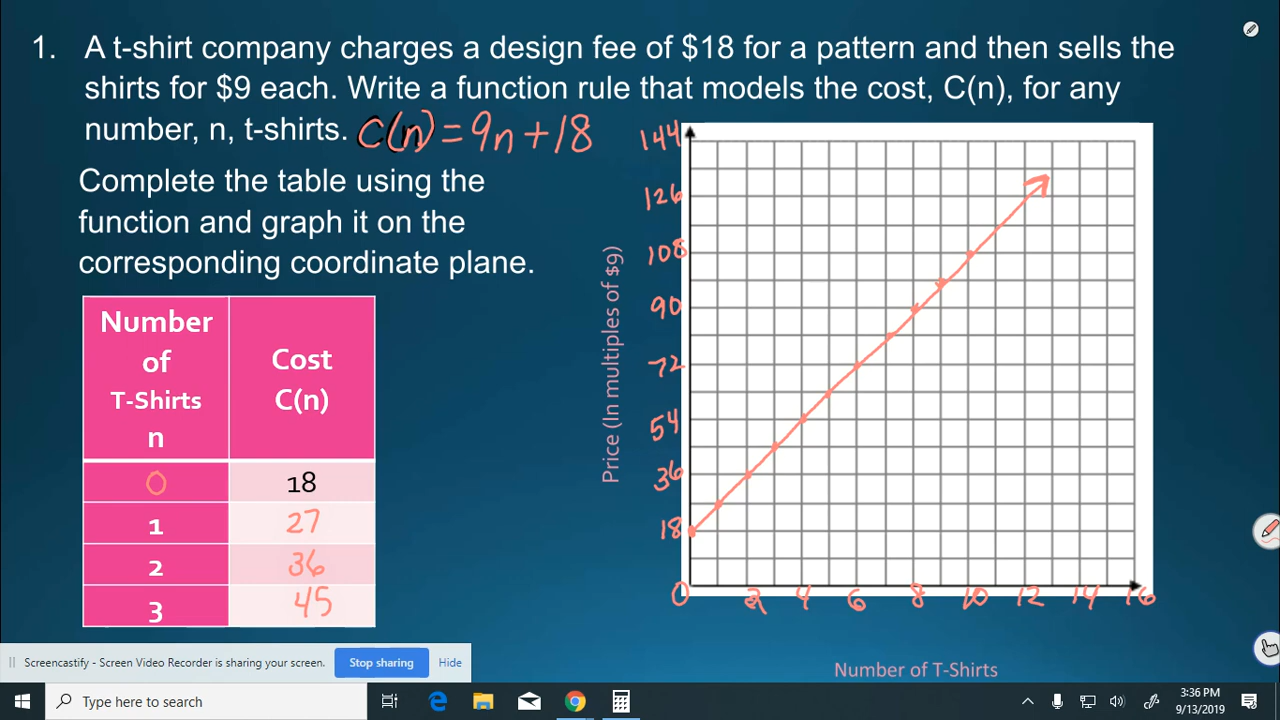 1. A t-shirt company charges a design fee of $18 for a pattern and then sells the
shirts for $9 each. Write a function rule that models the cost, C(n), for any
number, n, t-shirts. C(n) = 9n + 18
Complete the table using the
function and graph it on the
corresponding coordinate plane.
Number
of
T-Shirts
n
Cost
C(n)
0 18
1 27
2 36
3 45
Price (In multiples of $9)
144
126
108
90
72
54
36
18
0 2 4 6 8 10 12 14 16
Number of T-Shirts
Screencastify - Screen Video Recorder is sharing your screen. Stop sharing Hide
Type here to search
3:36 PM
9/13/2019